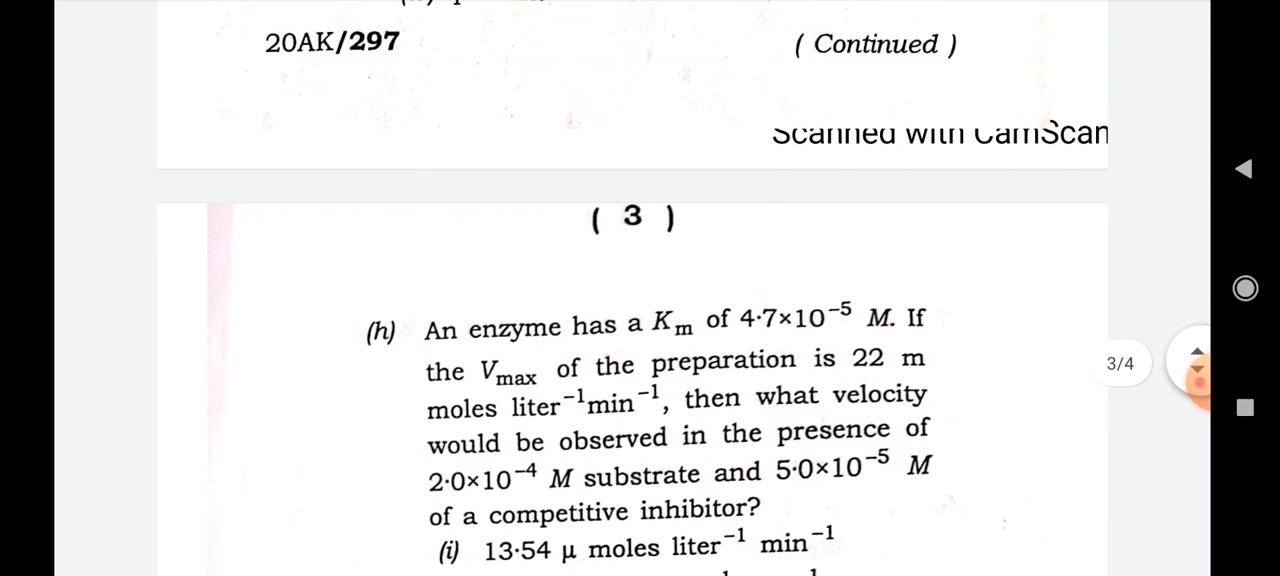 20AK/297 ( Continued )
Scanned with CamScan
( 3 )
(h) An enzyme has a Kₘ of 4·7×10⁻⁵ M. If
the Vmax of the preparation is 22 m
moles liter⁻¹min⁻¹, then what velocity
would be observed in the presence of
2·0×10⁻⁴ M substrate and 5·0×10⁻⁵ M
of a competitive inhibitor?
(i) 13·54 μ moles liter⁻¹ min⁻¹
3/4